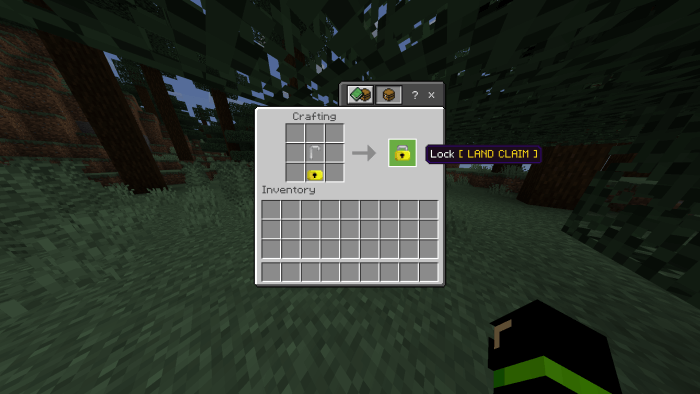 ? ×
Crafting
Lock [ LAND CLAIM ]
Inventory